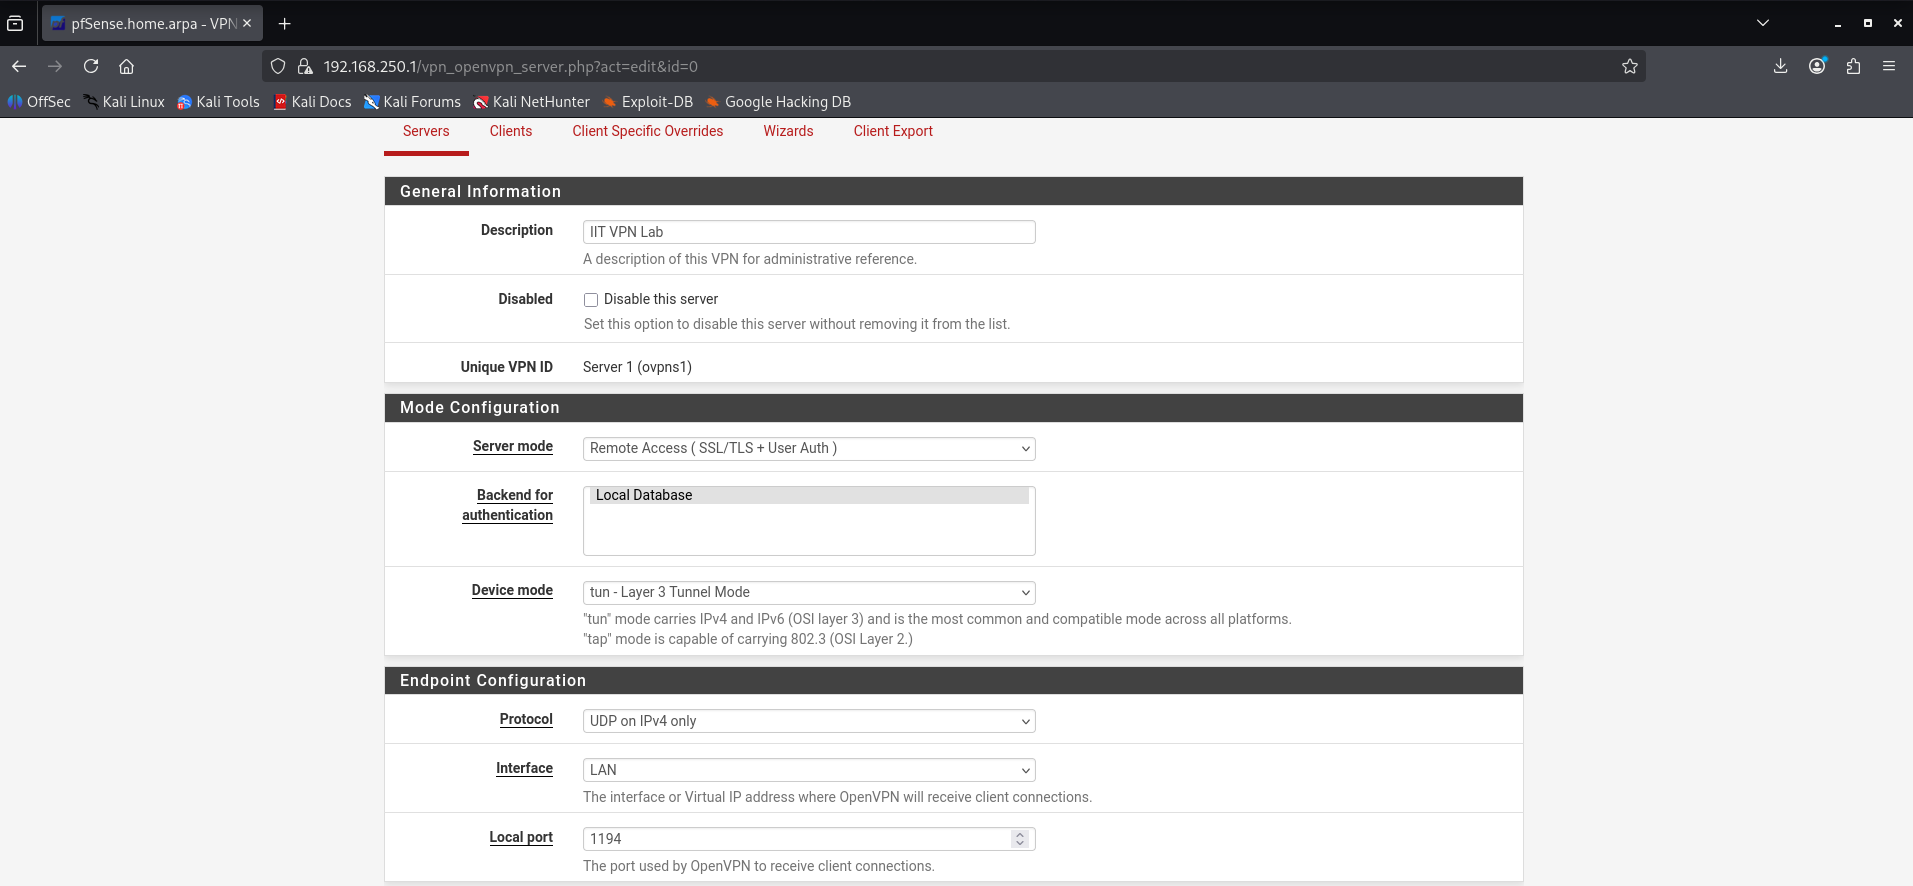 pfSense.home.arpa - VPN
192.168.250.1/vpn_openvpn_server.php?act=edit&id=0
OffSec Kali Linux Kali Tools Kali Docs Kali Forums Kali NetHunter Exploit-DB Google Hacking DB
Servers Clients Client Specific Overrides Wizards Client Export
General Information
Description IIT VPN Lab
A description of this VPN for administrative reference.
Disabled Disable this server
Set this option to disable this server without removing it from the list.
Unique VPN ID Server 1 (ovpns1)
Mode Configuration
Server mode Remote Access ( SSL/TLS + User Auth )
Backend for authentication Local Database
Device mode tun - Layer 3 Tunnel Mode
"tun" mode carries IPv4 and IPv6 (OSI layer 3) and is the most common and compatible mode across all platforms.
"tap" mode is capable of carrying 802.3 (OSI Layer 2.)
Endpoint Configuration
Protocol UDP on IPv4 only
Interface LAN
The interface or Virtual IP address where OpenVPN will receive client connections.
Local port 1194
The port used by OpenVPN to receive client connections.